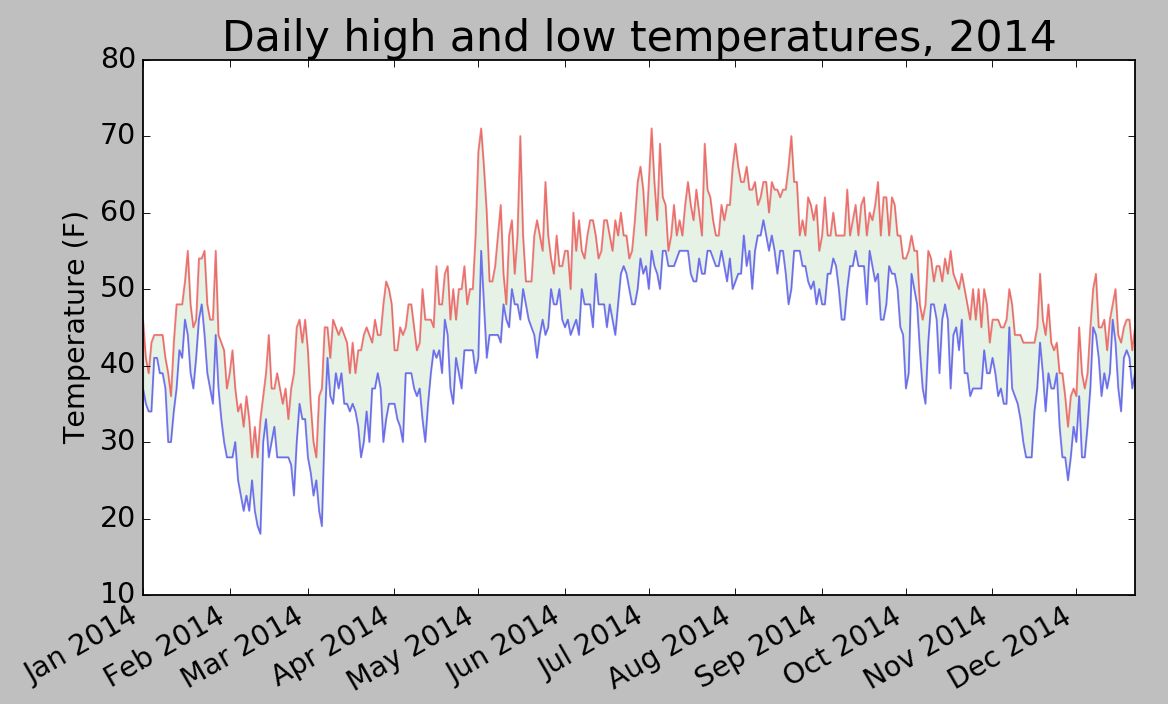 Daily high and low temperatures, 2014
80
70
60
50
40
30
20
10
Temperature (F)
Jan 2014
Feb 2014
Mar 2014
Apr 2014
May 2014
Jun 2014
Jul 2014
Aug 2014
Sep 2014
Oct 2014
Nov 2014
Dec 2014